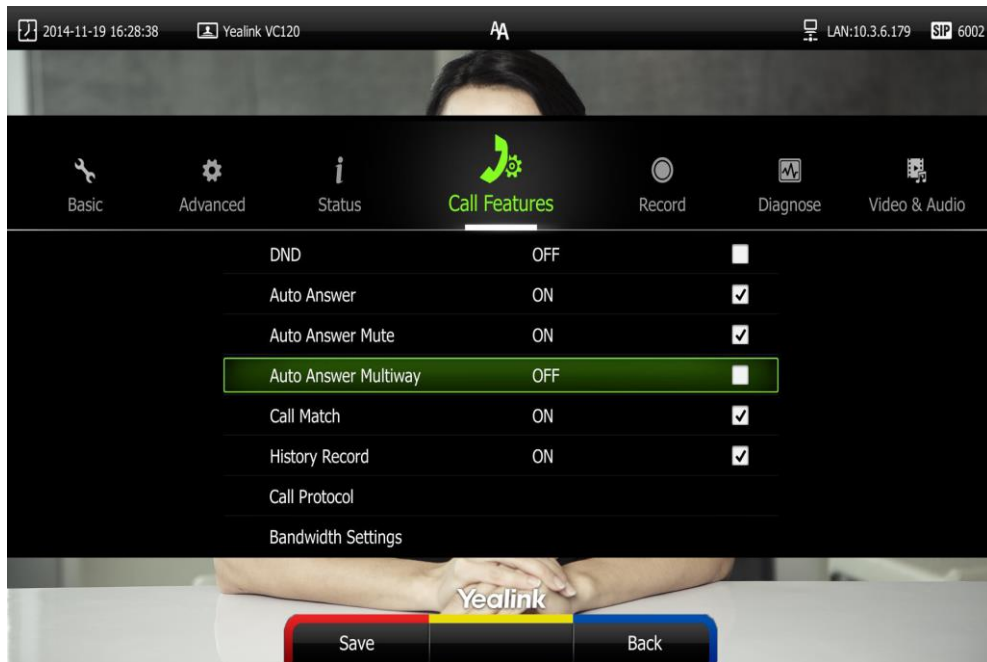 2014-11-19 16:28:38 Yealink VC120 AA LAN:10.3.6.179 SIP 6002
Basic Advanced Status Call Features Record Diagnose Video & Audio
DND OFF
Auto Answer ON
Auto Answer Mute ON
Auto Answer Multiway OFF
Call Match ON
History Record ON
Call Protocol
Bandwidth Settings
Yealink
Save Back